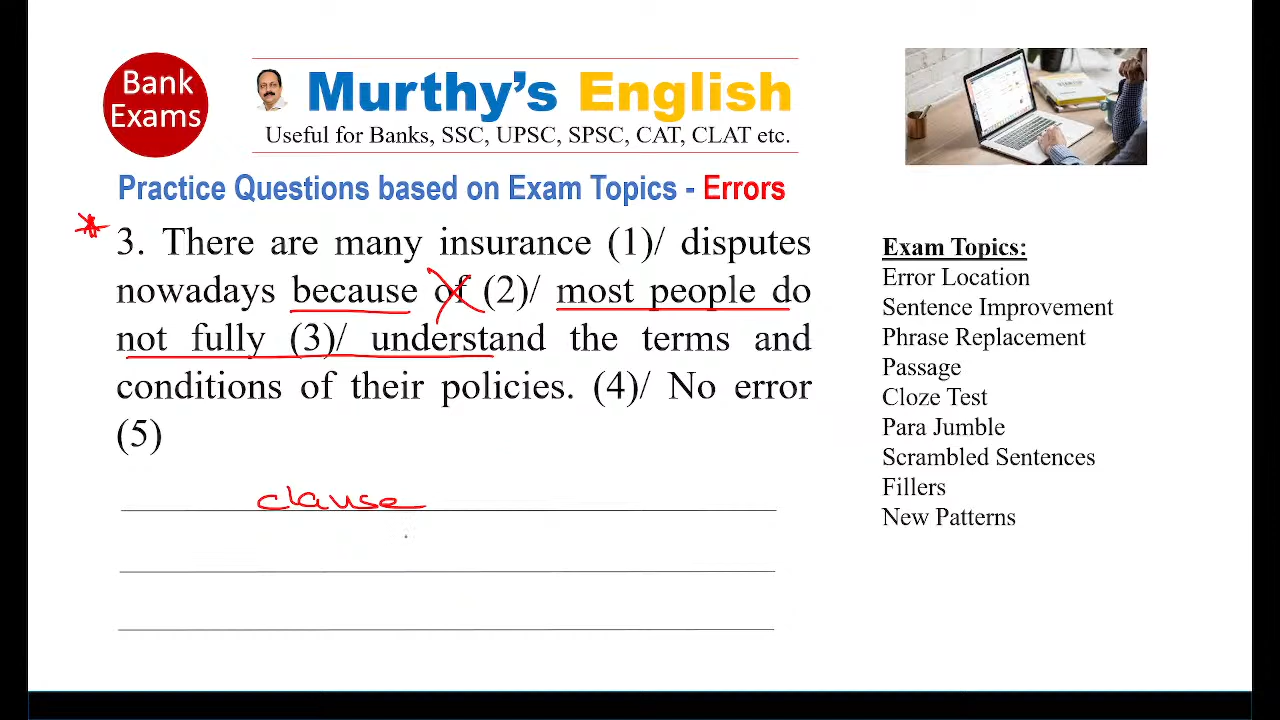 Bank
Exams
Murthy's English
Useful for Banks, SSC, UPSC, SPSC, CAT, CLAT etc.
Practice Questions based on Exam Topics - Errors
3. There are many insurance (1)/ disputes
nowadays because of (2)/ most people do
not fully (3)/ understand the terms and
conditions of their policies. (4)/ No error
(5)
clause
Exam Topics:
Error Location
Sentence Improvement
Phrase Replacement
Passage
Cloze Test
Para Jumble
Scrambled Sentences
Fillers
New Patterns